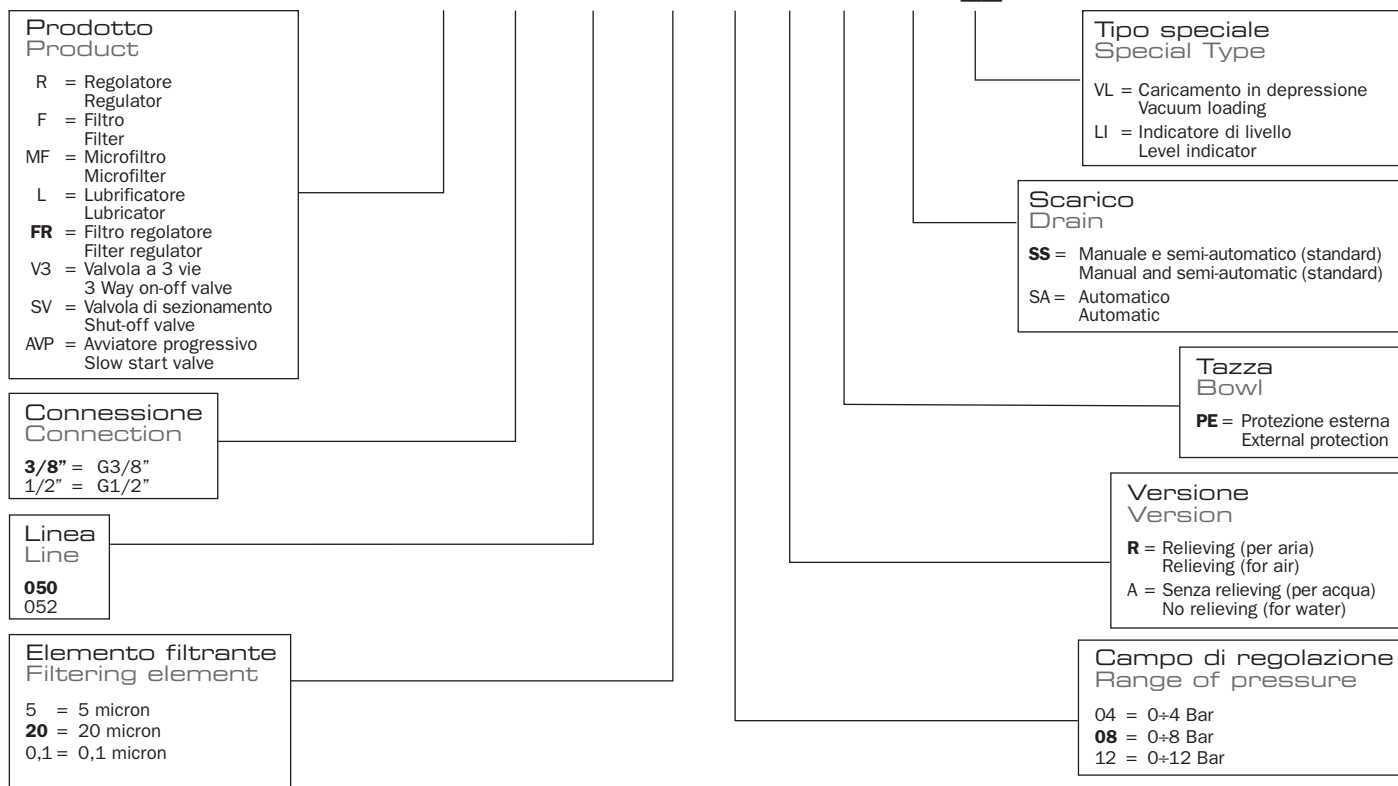 Prodotto
Product
R = Regolatore
Regulator
F = Filtro
Filter
MF = Microfiltro
Microfilter
L = Lubrificatore
Lubricator
FR = Filtro regolatore
Filter regulator
V3 = Valvola a 3 vie
3 Way on-off valve
SV = Valvola di sezionamento
Shut-off valve
AVP = Avviatore progressivo
Slow start valve
Connessione
Connection
3/8” = G3/8”
1/2” = G1/2”
Linea
Line
050
052
Elemento filtrante
Filtering element
5 = 5 micron
20 = 20 micron
0,1 = 0,1 micron
Tipo speciale
Special Type
VL = Caricamento in depressione
Vacuum loading
LI = Indicatore di livello
Level indicator
Scarico
Drain
SS = Manuale e semi-automatico (standard)
Manual and semi-automatic (standard)
SA = Automatico
Automatic
Tazza
Bowl
PE = Protezione esterna
External protection
Versione
Version
R = Relieving (per aria)
Relieving (for air)
A = Senza relieving (per acqua)
No relieving (for water)
Campo di regolazione
Range of pressure
04 = 0÷4 Bar
08 = 0÷8 Bar
12 = 0÷12 Bar